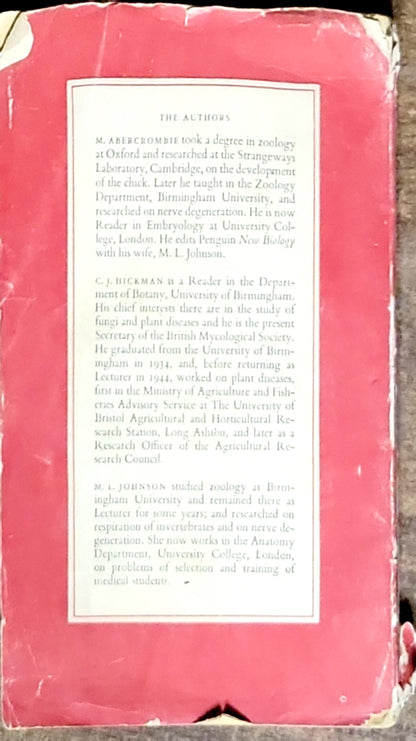 THE AUTHORS
M. ABERCROMBIE took a degree in zoology
at Oxford and researched at the Strangeways
Laboratory, Cambridge, on the development
of the chick. Later he taught in the Zoology
Department, Birmingham University, and
researched on nerve degeneration. He is now
Reader in Embryology at University Col-
lege, London. He edits Penguin New Biology
with his wife, M. L. Johnson.
C. J. HICKMAN is a Reader in the Depart-
ment of Botany, University of Birmingham.
His chief interests there are in the study of
fungi and plant diseases and he is the present
Secretary of the British Mycological Society.
He graduated from the University of Birm-
ingham in 1934, and, before returning as
Lecturer in 1944, worked on plant diseases,
first in the Ministry of Agriculture and Fish-
eries Advisory Service at The University of
Bristol Agricultural and Horticultural Re-
search Station, Long Ashton, and later as a
Research Officer of the Agricultural Re-
search Council.
M. L. JOHNSON studied zoology at Birm-
ingham University and remained there as
Lecturer for some years; and researched on
respiration of invertebrates and on nerve de-
generation. She now works in the Anatomy
Department, University College, London,
on problems of selection and training of
medical students.